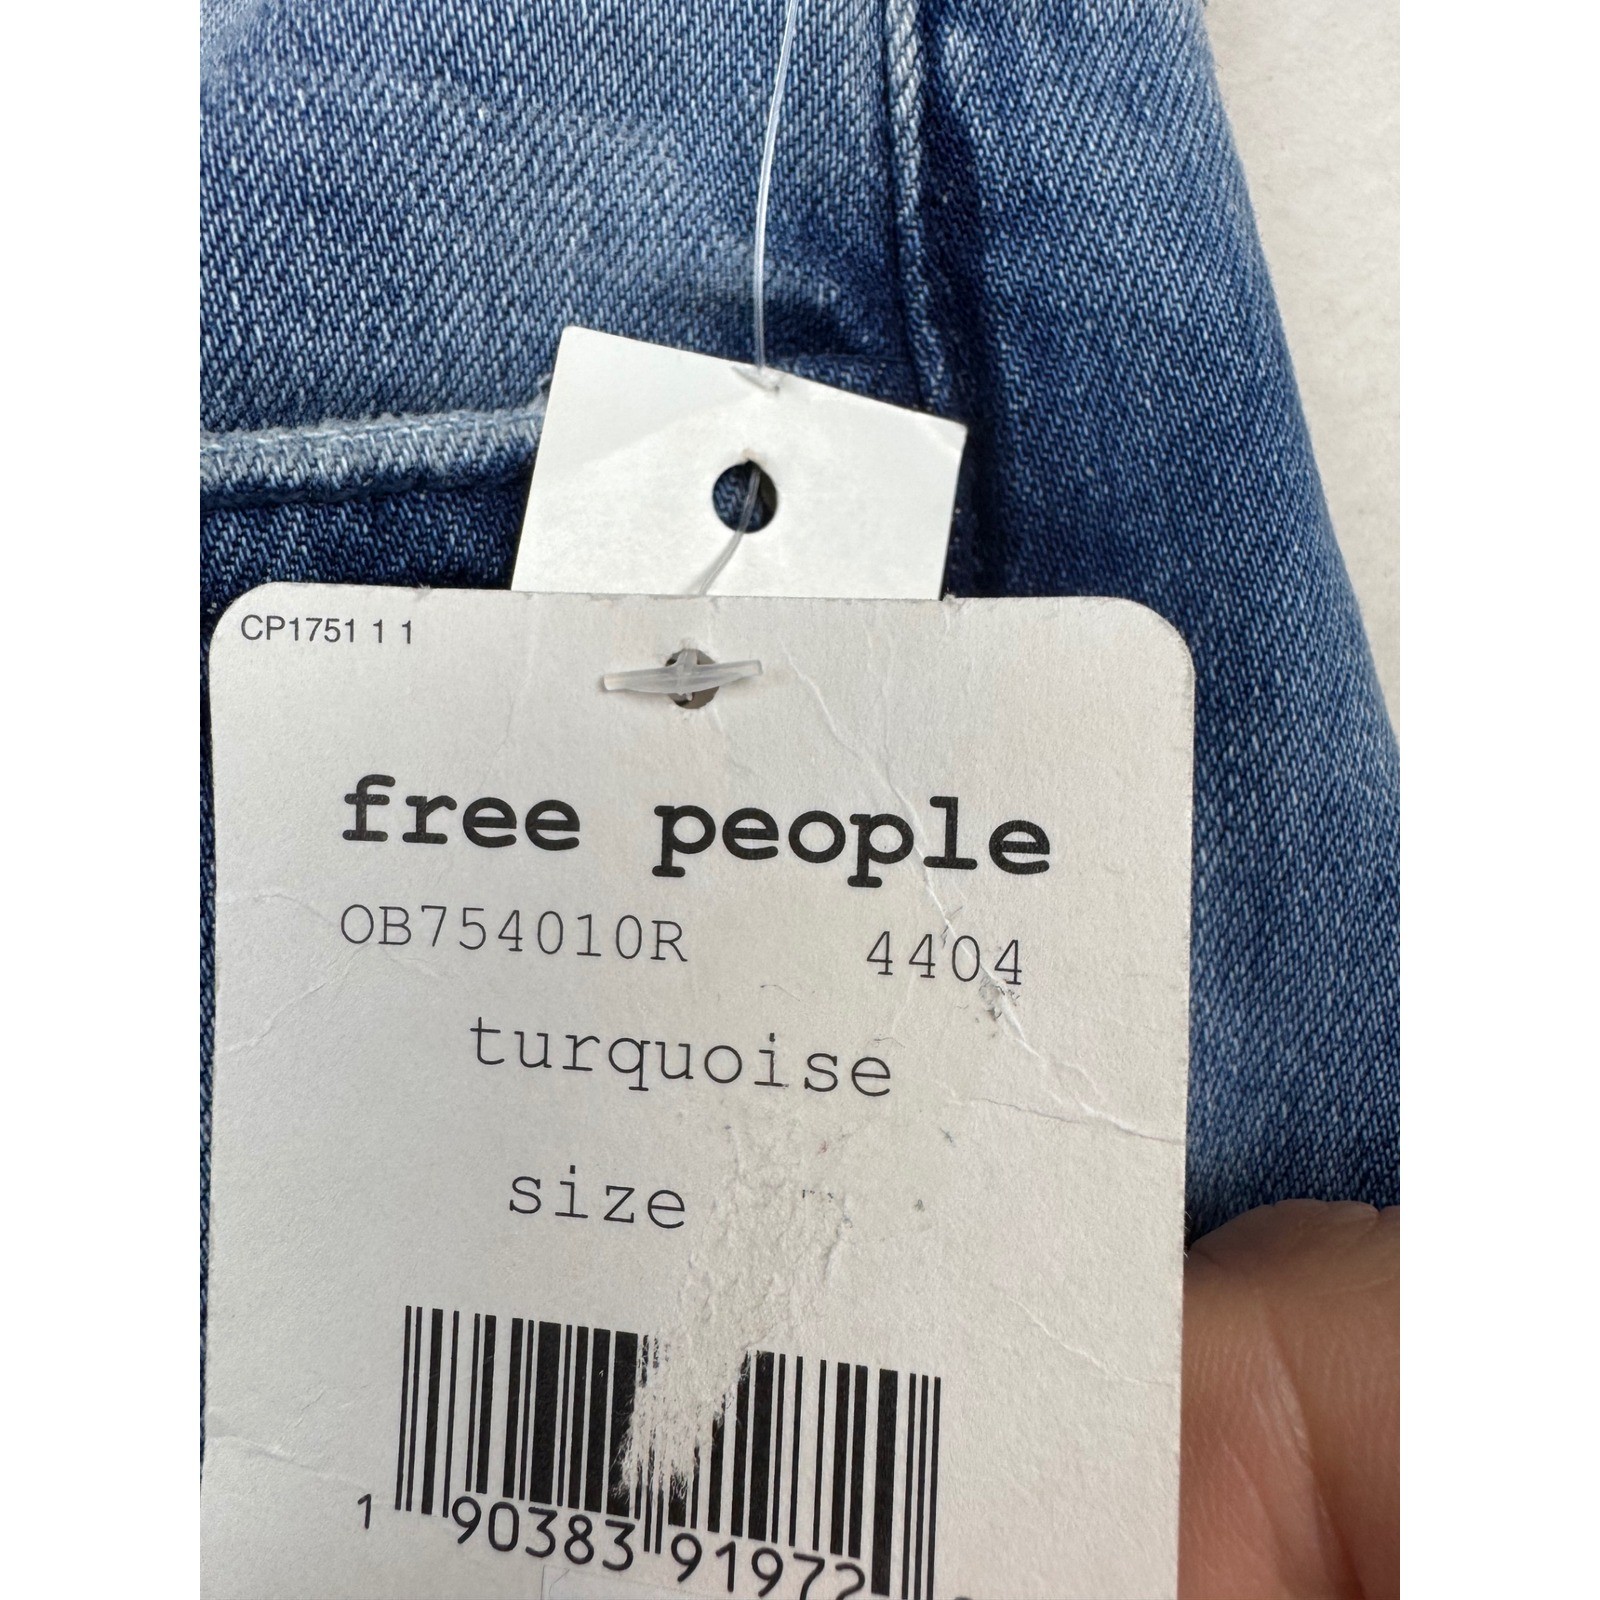 CP1751 1 1
free people
OB754010R 4404
turquoise
size
1 90383 91972